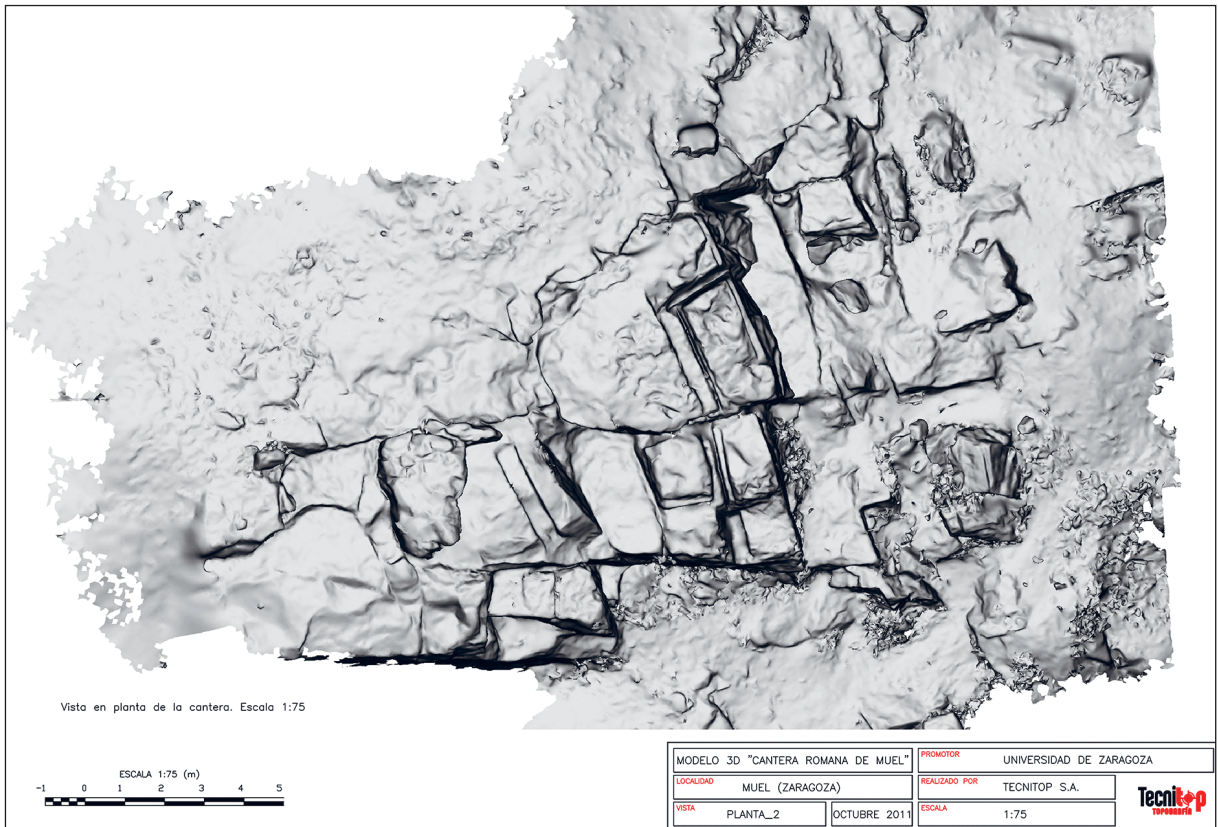 Vista en planta de la cantera. Escala 1:75
ESCALA 1:75 (m)
-1 0 1 2 3 4 5
MODELO 3D "CANTERA ROMANA DE MUEL"
PROMOTOR UNIVERSIDAD DE ZARAGOZA
LOCALIDAD MUEL (ZARAGOZA)
REALIZADO POR TECNITOP S.A.
VISTA PLANTA_2 OCTUBRE 2011
ESCALA 1:75
Tecnitop
TOPOGRAFÍA